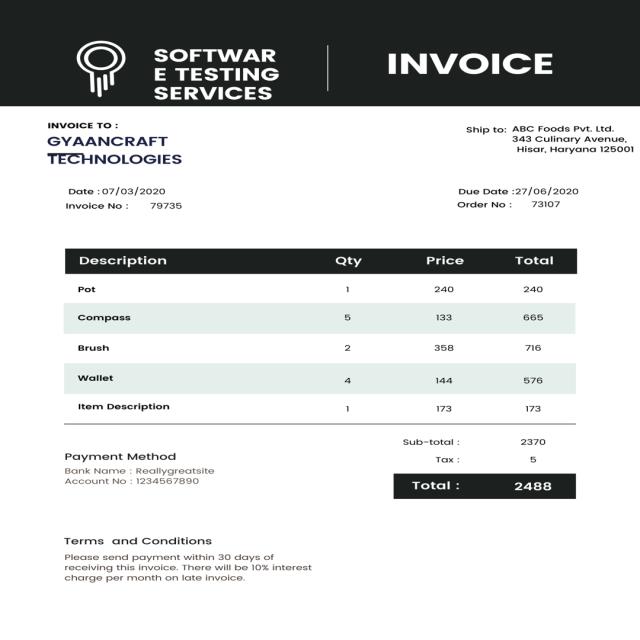 SOFTWAR
E TESTING
SERVICES
INVOICE
INVOICE TO :
GYAANCRAFT
TECHNOLOGIES
Ship to: ABC Foods Pvt. Ltd.
343 Culinary Avenue,
Hisar, Haryana 125001
Date : 07/03/2020
Invoice No : 79735
Due Date :27/06/2020
Order No : 73107
Description Qty Price Total
Pot 1 240 240
Compass 5 133 665
Brush 2 358 716
Wallet 4 144 576
Item Description 1 173 173
Sub-total : 2370
Tax : 5
Total : 2488
Payment Method
Bank Name : Reallygreatsite
Account No : 1234567890
Terms and Conditions
Please send payment within 30 days of
receiving this invoice. There will be 10% interest
charge per month on late invoice.